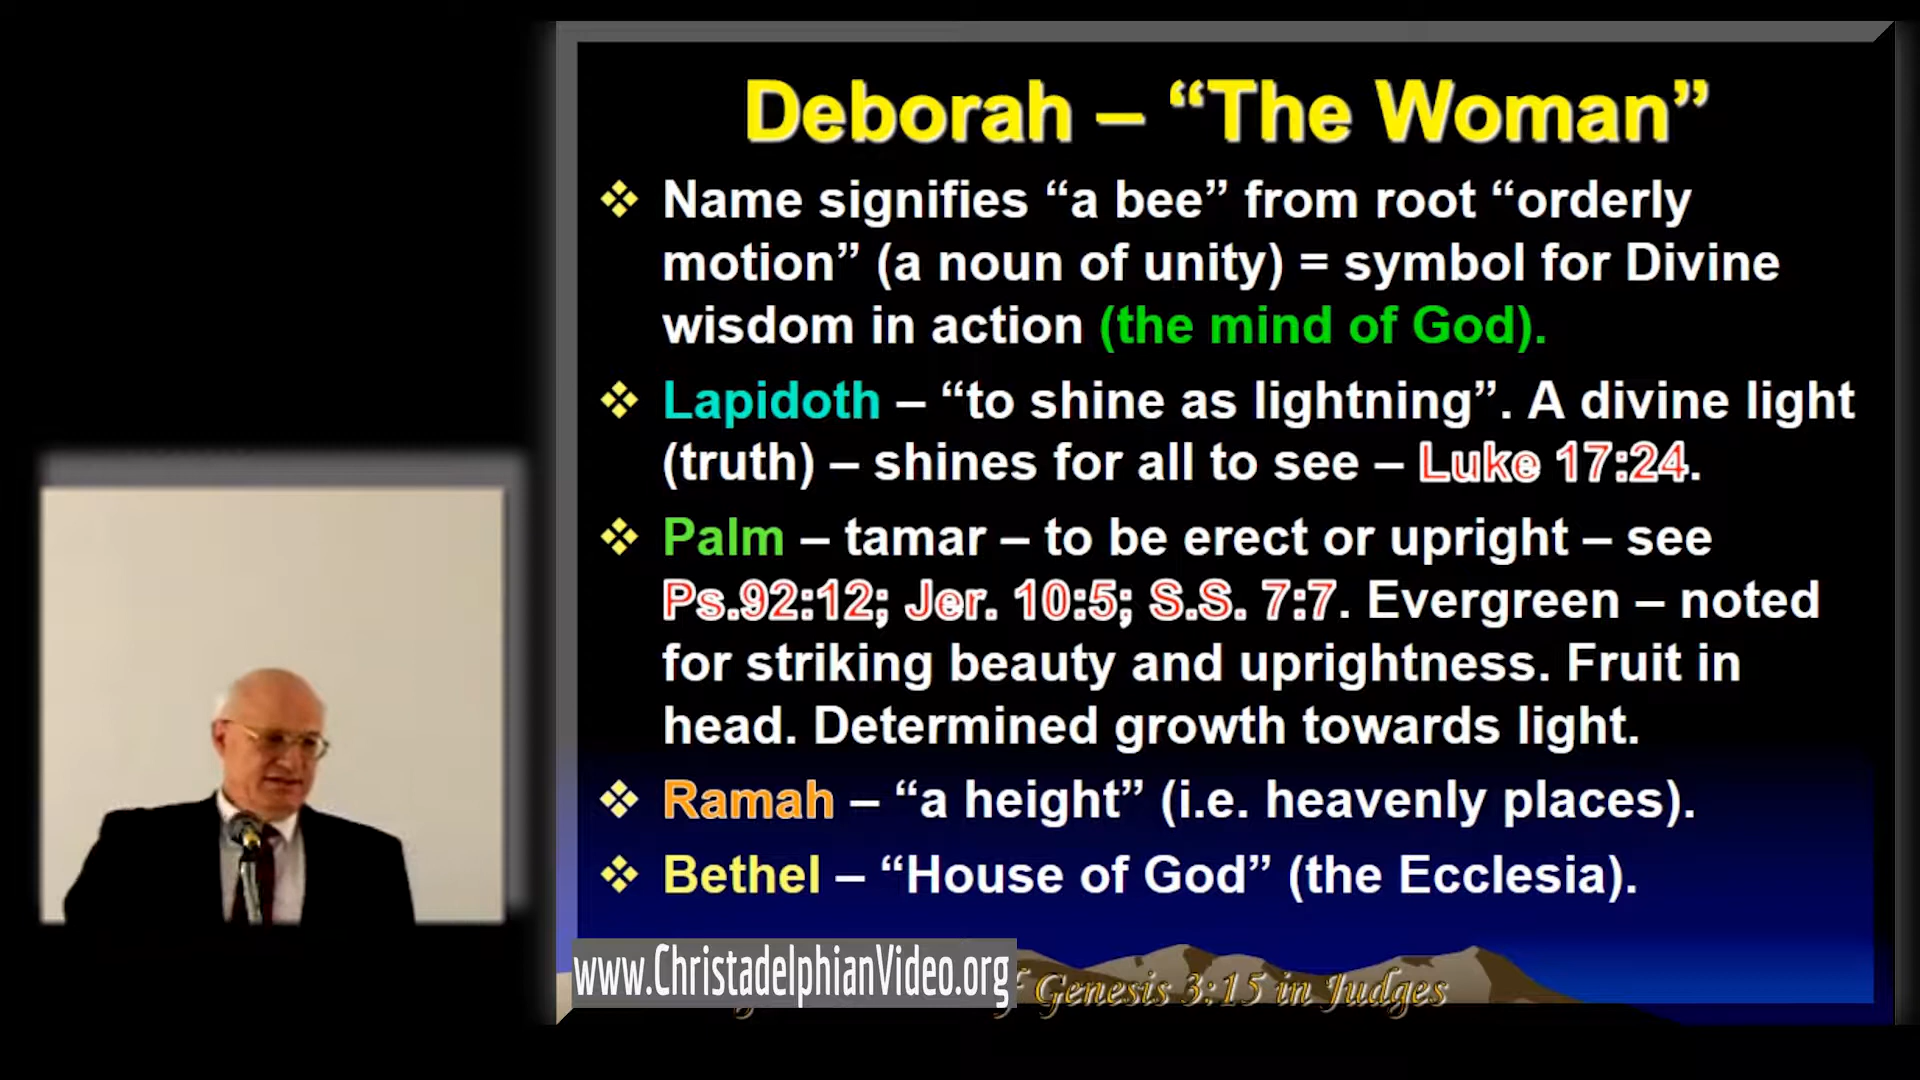 Deborah – “The Woman”
Name signifies “a bee” from root “orderly
motion” (a noun of unity) = symbol for Divine
wisdom in action (the mind of God).
Lapidoth – “to shine as lightning”. A divine light
(truth) – shines for all to see – Luke 17:24.
Palm – tamar – to be erect or upright – see
Ps.92:12; Jer. 10:5; S.S. 7:7. Evergreen – noted
for striking beauty and uprightness. Fruit in
head. Determined growth towards light.
Ramah – “a height” (i.e. heavenly places).
Bethel – “House of God” (the Ecclesia).
www.ChristadelphianVideo.org
Genesis 3:15 in Judges